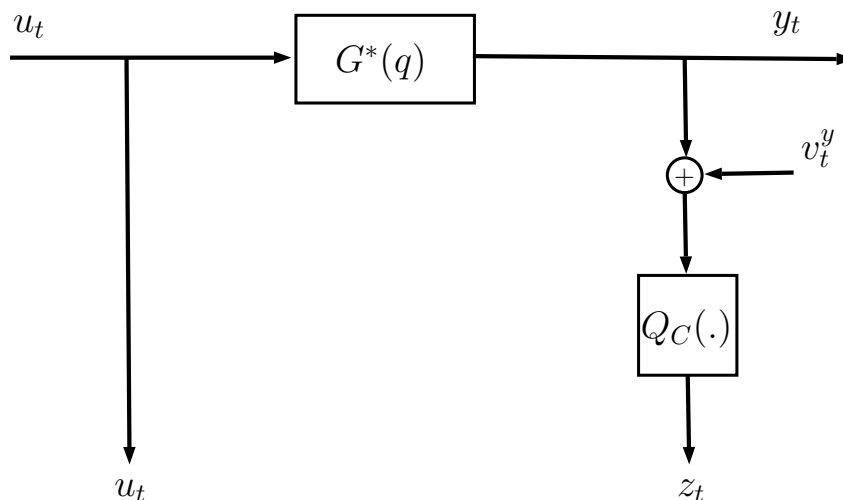 u_t
y_t
G^*(q)
v_t^y
+
Q_C(.)
u_t
z_t